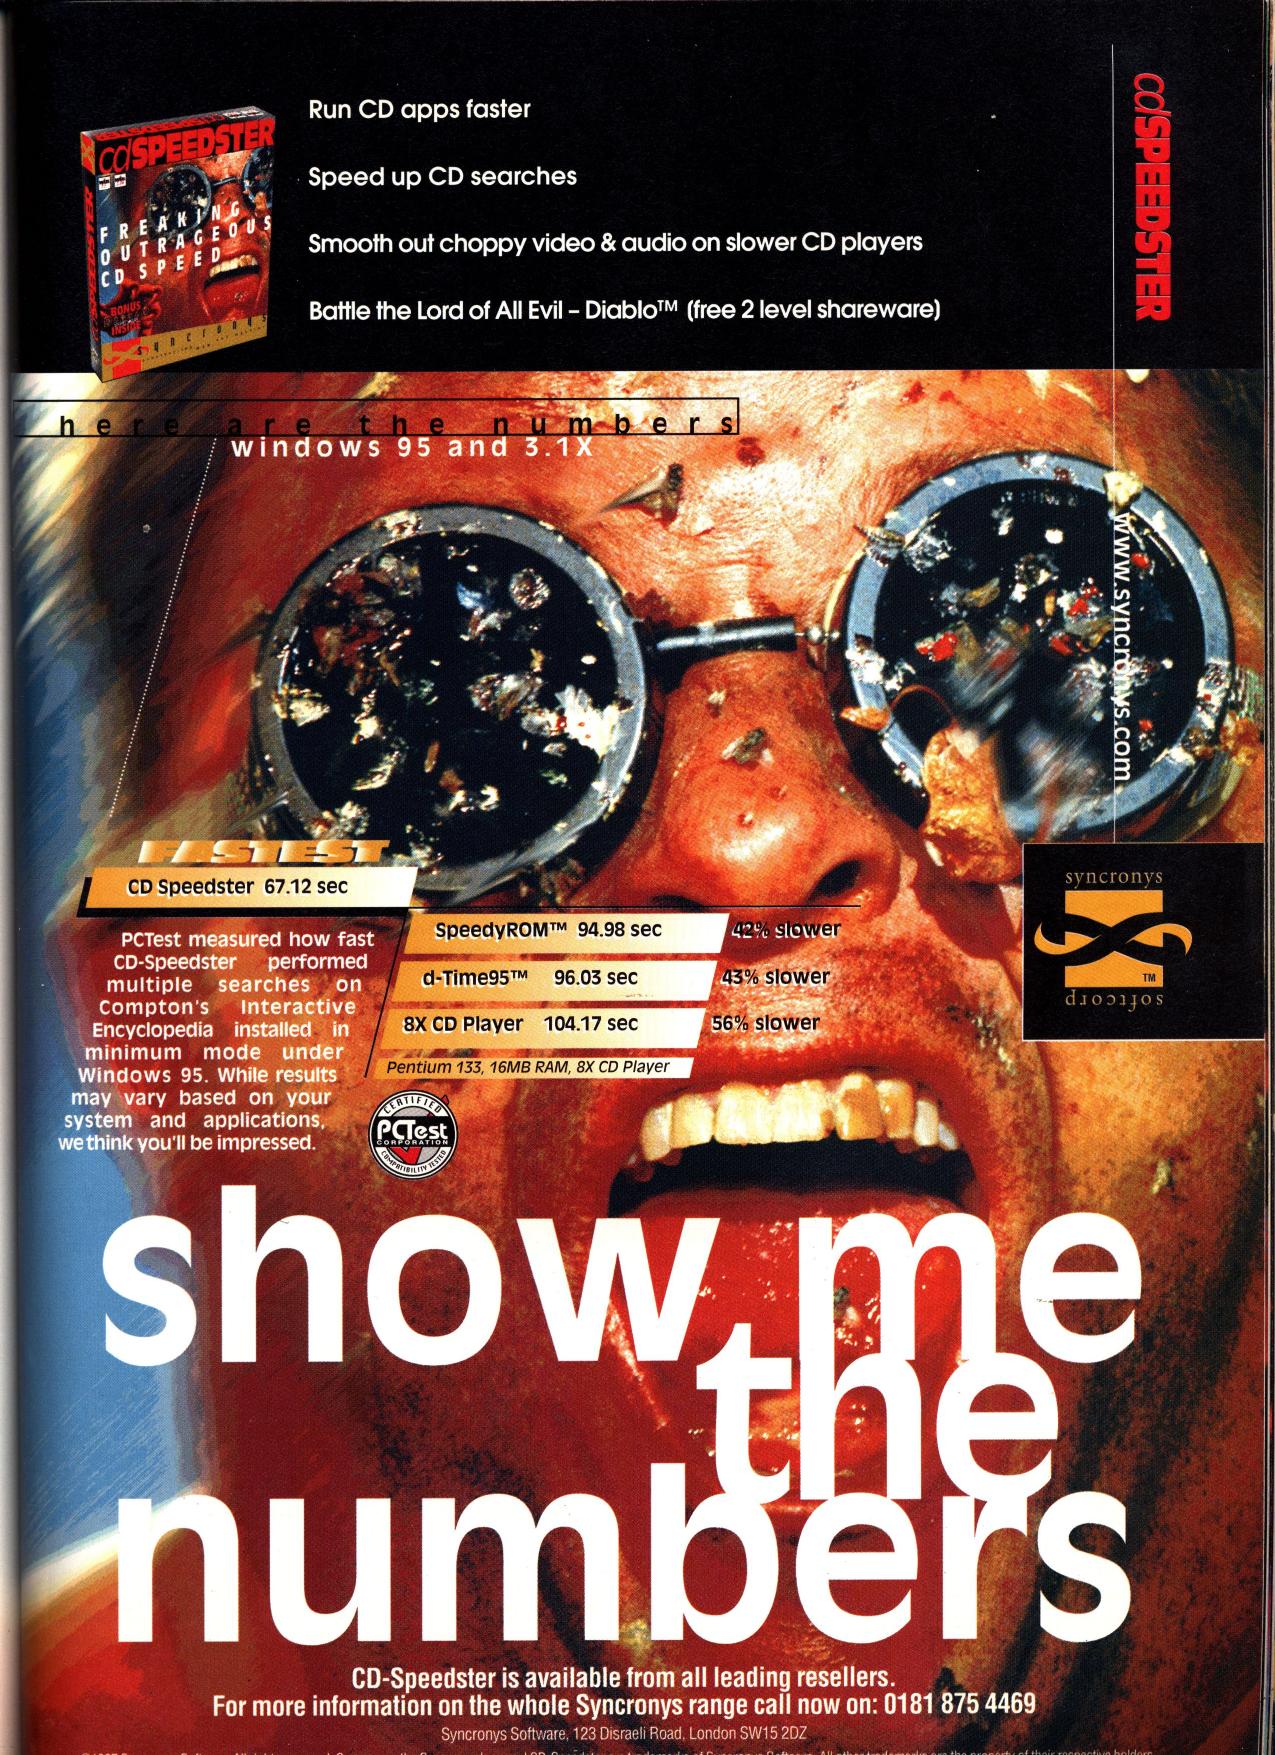 Run CD apps faster
Speed up CD searches
Smooth out choppy video & audio on slower CD players
Battle the Lord of All Evil – Diablo™ (free 2 level shareware)
cdSPEEDSTER
cdSPEEDSTER
FREAKING
OUTRAGEOUS
CD SPEED
BONUS
INSIDE
syncronys
cdSPEEDSTER
here are the numbers
windows 95 and 3.1X
www.syncronys.com
FASTEST
CD Speedster 67.12 sec
SpeedyROM™ 94.98 sec 42% slower
d-Time95™ 96.03 sec 43% slower
8X CD Player 104.17 sec 56% slower
Pentium 133, 16MB RAM, 8X CD Player
PCTest measured how fast
CD-Speedster performed
multiple searches on
Compton's Interactive
Encyclopedia installed in
minimum mode under
Windows 95. While results
may vary based on your
system and applications,
we think you'll be impressed.
CERTIFIED
PCTest
CORPORATION
COMPATIBILITY TESTED
syncronys
TM
softcorp
show me
the
numbers
CD-Speedster is available from all leading resellers.
For more information on the whole Syncronys range call now on: 0181 875 4469
Syncronys Software, 123 Disraeli Road, London SW15 2DZ